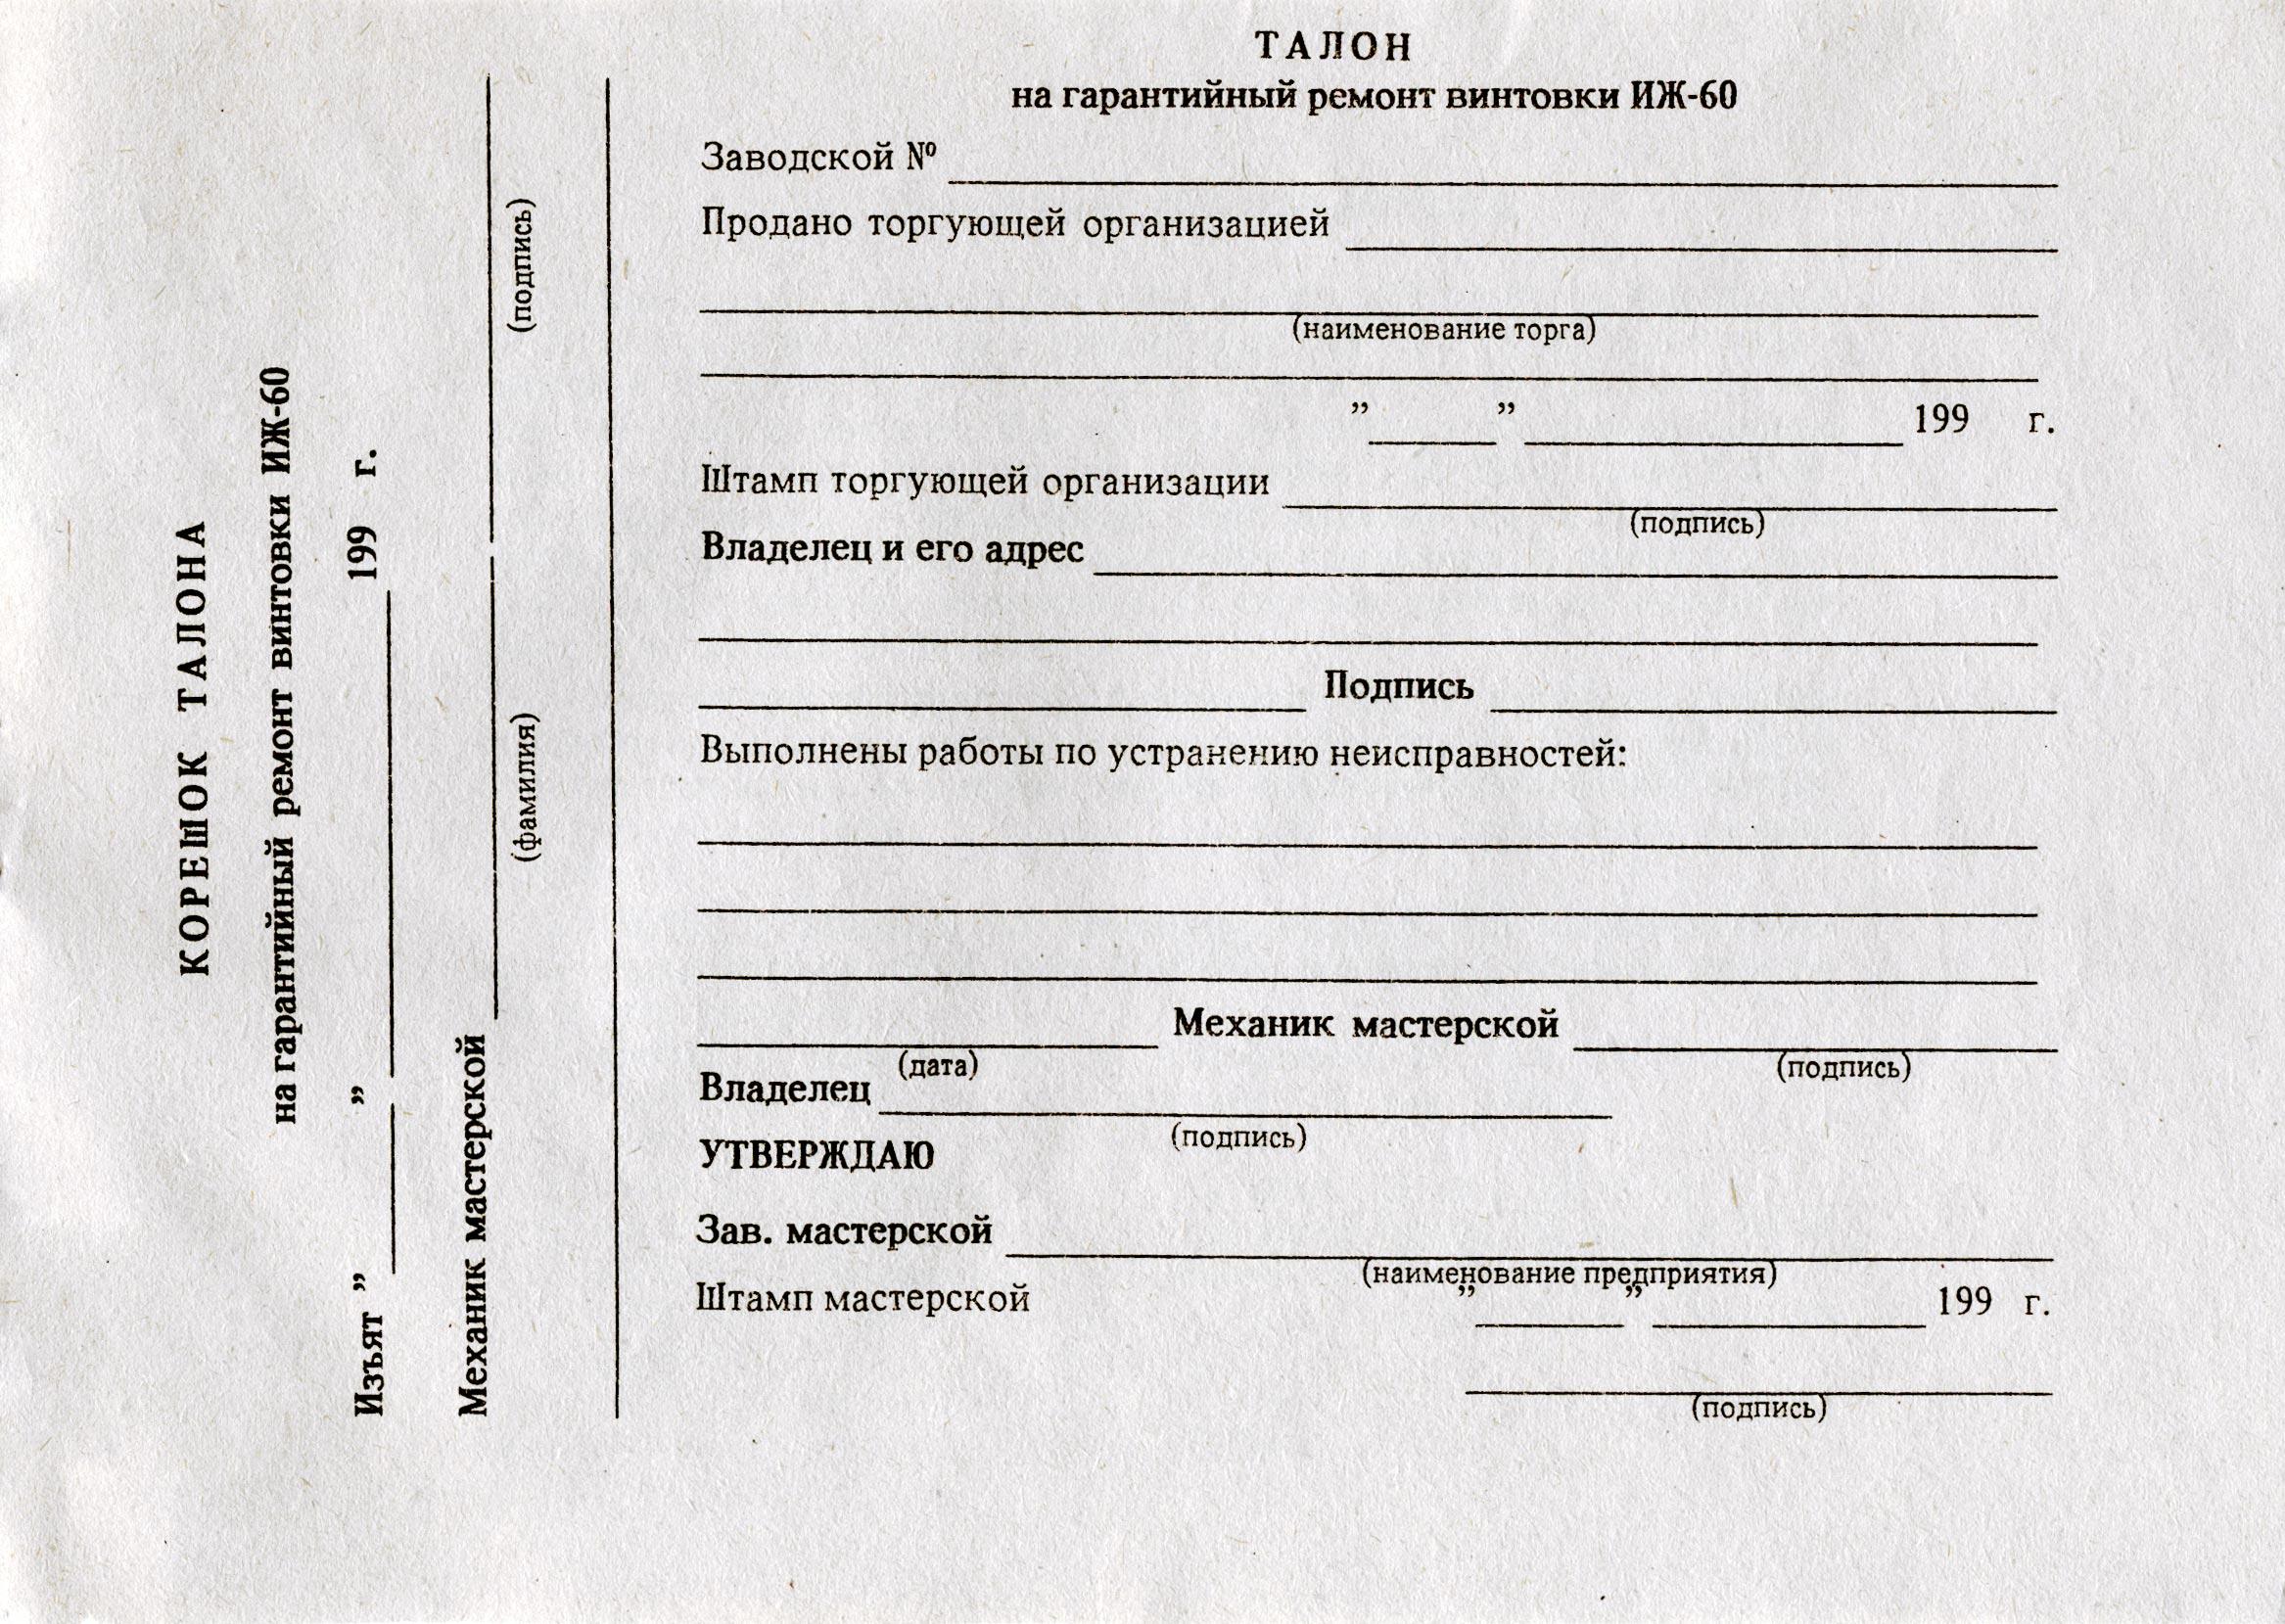 КОРЕШОК ТАЛОНА
на гарантийный ремонт винтовки ИЖ-60
Изъят ” ” 199 г.
Механик мастерской
(фамилия) (подпись)
ТАЛОН
на гарантийный ремонт винтовки ИЖ-60
Заводской №
Продано торгующей организацией
(наименование торга)
” ” 199 г.
Штамп торгующей организации
(подпись)
Владелец и его адрес
Подпись
Выполнены работы по устранению неисправностей:
Механик мастерской
(дата) (подпись)
Владелец
(подпись)
УТВЕРЖДАЮ
Зав. мастерской
(наименование предприятия)
Штамп мастерской ” ” 199 г.
(подпись)